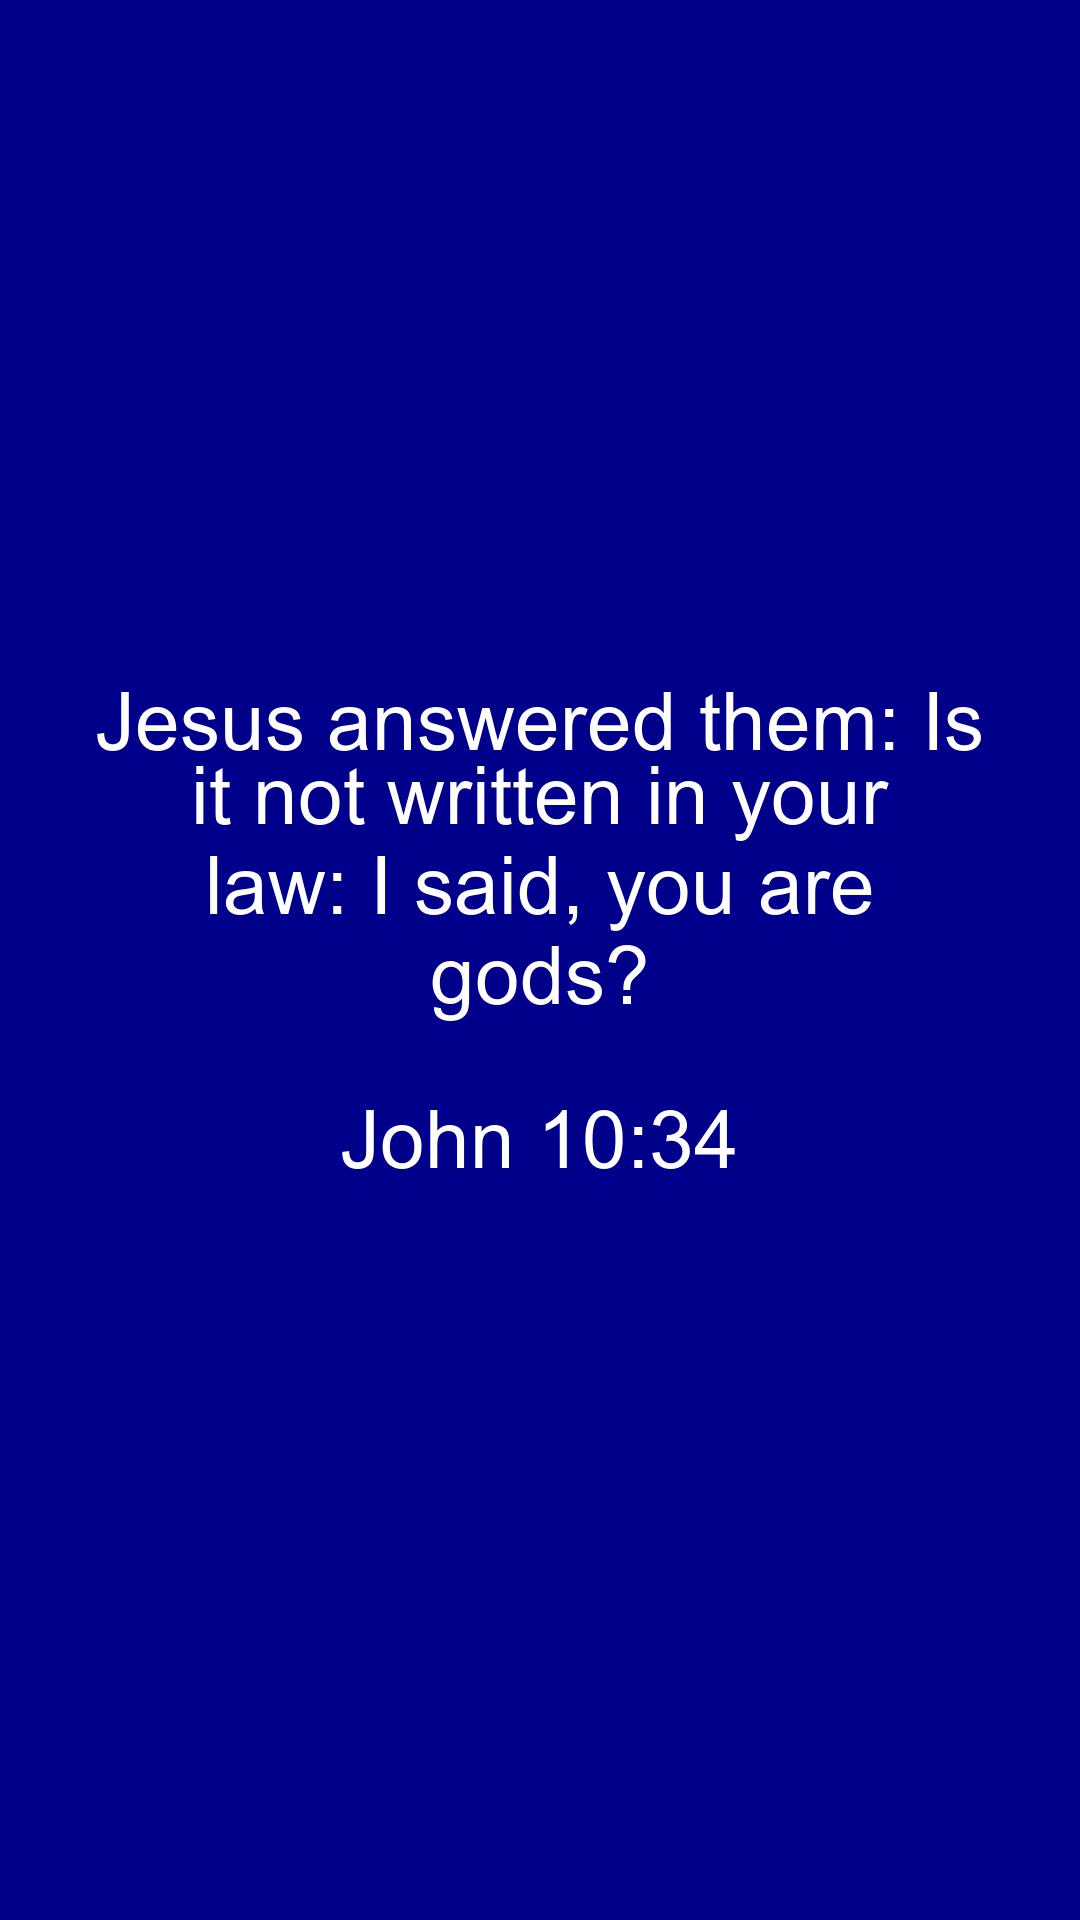 Jesus answered them: Is
it not written in your
law: I said, you are
gods?
John 10:34